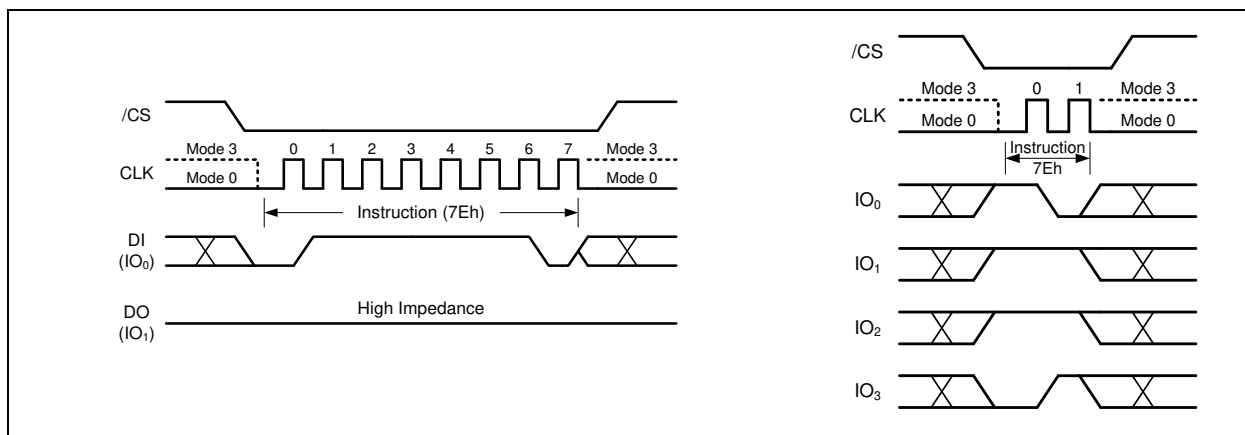 /CS
Mode 3 0 1 2 3 4 5 6 7 Mode 3
CLK Mode 0 Mode 0
Instruction (7Eh)
DI
(IO₀)
High Impedance
DO
(IO₁)
/CS
Mode 3 0 1 Mode 3
CLK Mode 0 Mode 0
Instruction
7Eh
IO₀
IO₁
IO₂
IO₃